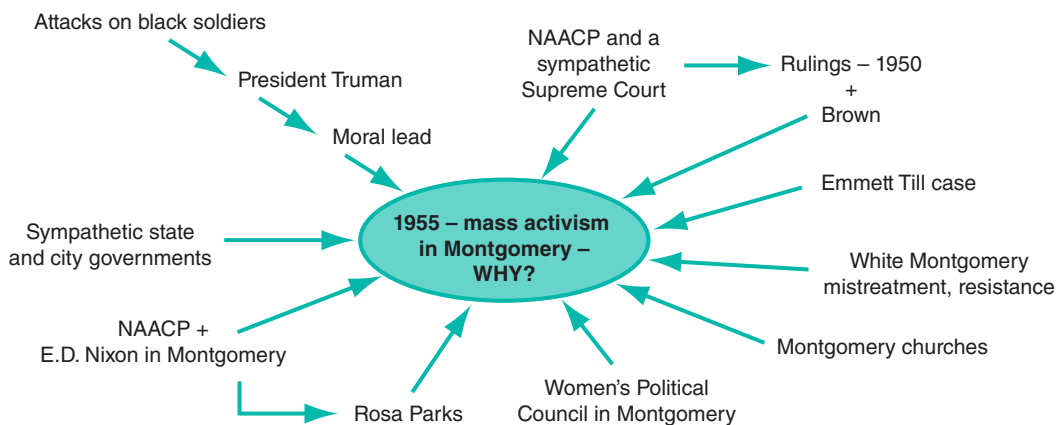 Attacks on black soldiers
President Truman
Moral lead
NAACP and a
sympathetic
Supreme Court
Rulings – 1950
+
Brown
Emmett Till case
1955 – mass activism
in Montgomery –
WHY?
Sympathetic state
and city governments
White Montgomery
mistreatment, resistance
NAACP +
E.D. Nixon in Montgomery
Montgomery churches
Rosa Parks
Women's Political
Council in Montgomery